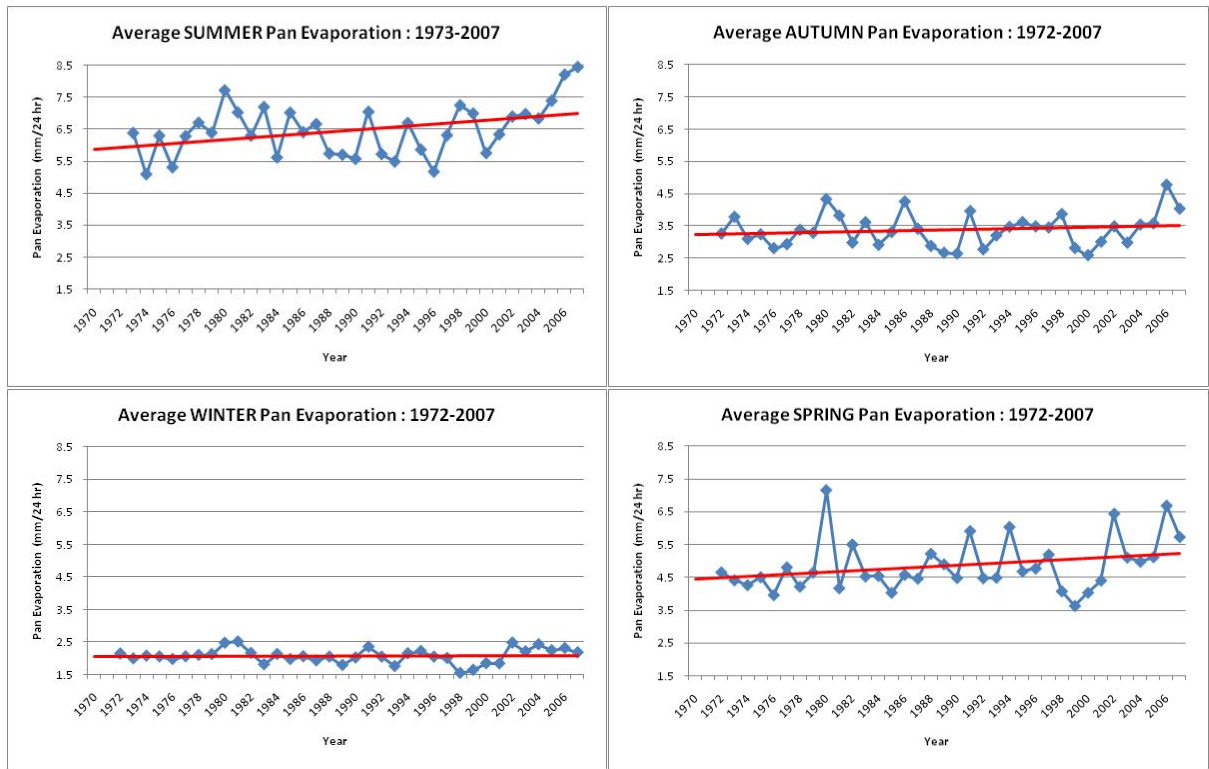 Average SUMMER Pan Evaporation : 1973-2007
Pan Evaporation (mm/24 hr)
8.5
7.5
6.5
5.5
4.5
3.5
2.5
1.5
1970 1972 1974 1976 1978 1980 1982 1984 1986 1988 1990 1992 1994 1996 1998 2000 2002 2004 2006
Year
Average AUTUMN Pan Evaporation : 1972-2007
Pan Evaporation (mm/24 hr)
8.5
7.5
6.5
5.5
4.5
3.5
2.5
1.5
1970 1972 1974 1976 1978 1980 1982 1984 1986 1988 1990 1992 1994 1996 1998 2000 2002 2004 2006
Year
Average WINTER Pan Evaporation : 1972-2007
Pan Evaporation (mm/24 hr)
8.5
7.5
6.5
5.5
4.5
3.5
2.5
1.5
1970 1972 1974 1976 1978 1980 1982 1984 1986 1988 1990 1992 1994 1996 1998 2000 2002 2004 2006
Year
Average SPRING Pan Evaporation : 1972-2007
Pan Evaporation (mm/24 hr)
8.5
7.5
6.5
5.5
4.5
3.5
2.5
1.5
1970 1972 1974 1976 1978 1980 1982 1984 1986 1988 1990 1992 1994 1996 1998 2000 2002 2004 2006
Year